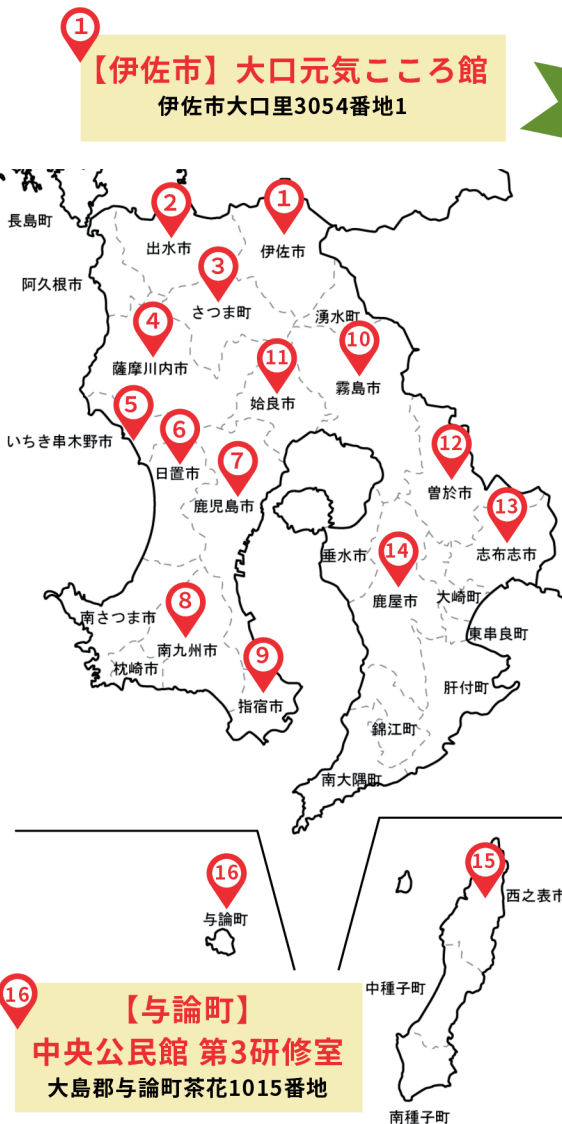 1
【伊佐市】大口元気こころ館
伊佐市大口里3054番地1
長島町
2
出水市
1
伊佐市
阿久根市
3
さつま町
湧水町
4
薩摩川内市
11
姶良市
10
霧島市
5
いちき串木野市
6
日置市
7
鹿児島市
12
曽於市
13
志布志市
垂水市
14
鹿屋市
大崎町
東串良町
南さつま市
8
南九州市
枕崎市
9
指宿市
肝付町
錦江町
南大隅町
16
与論町
15
西之表市
中種子町
南種子町
16
【与論町】
中央公民館 第3研修室
大島郡与論町茶花1015番地